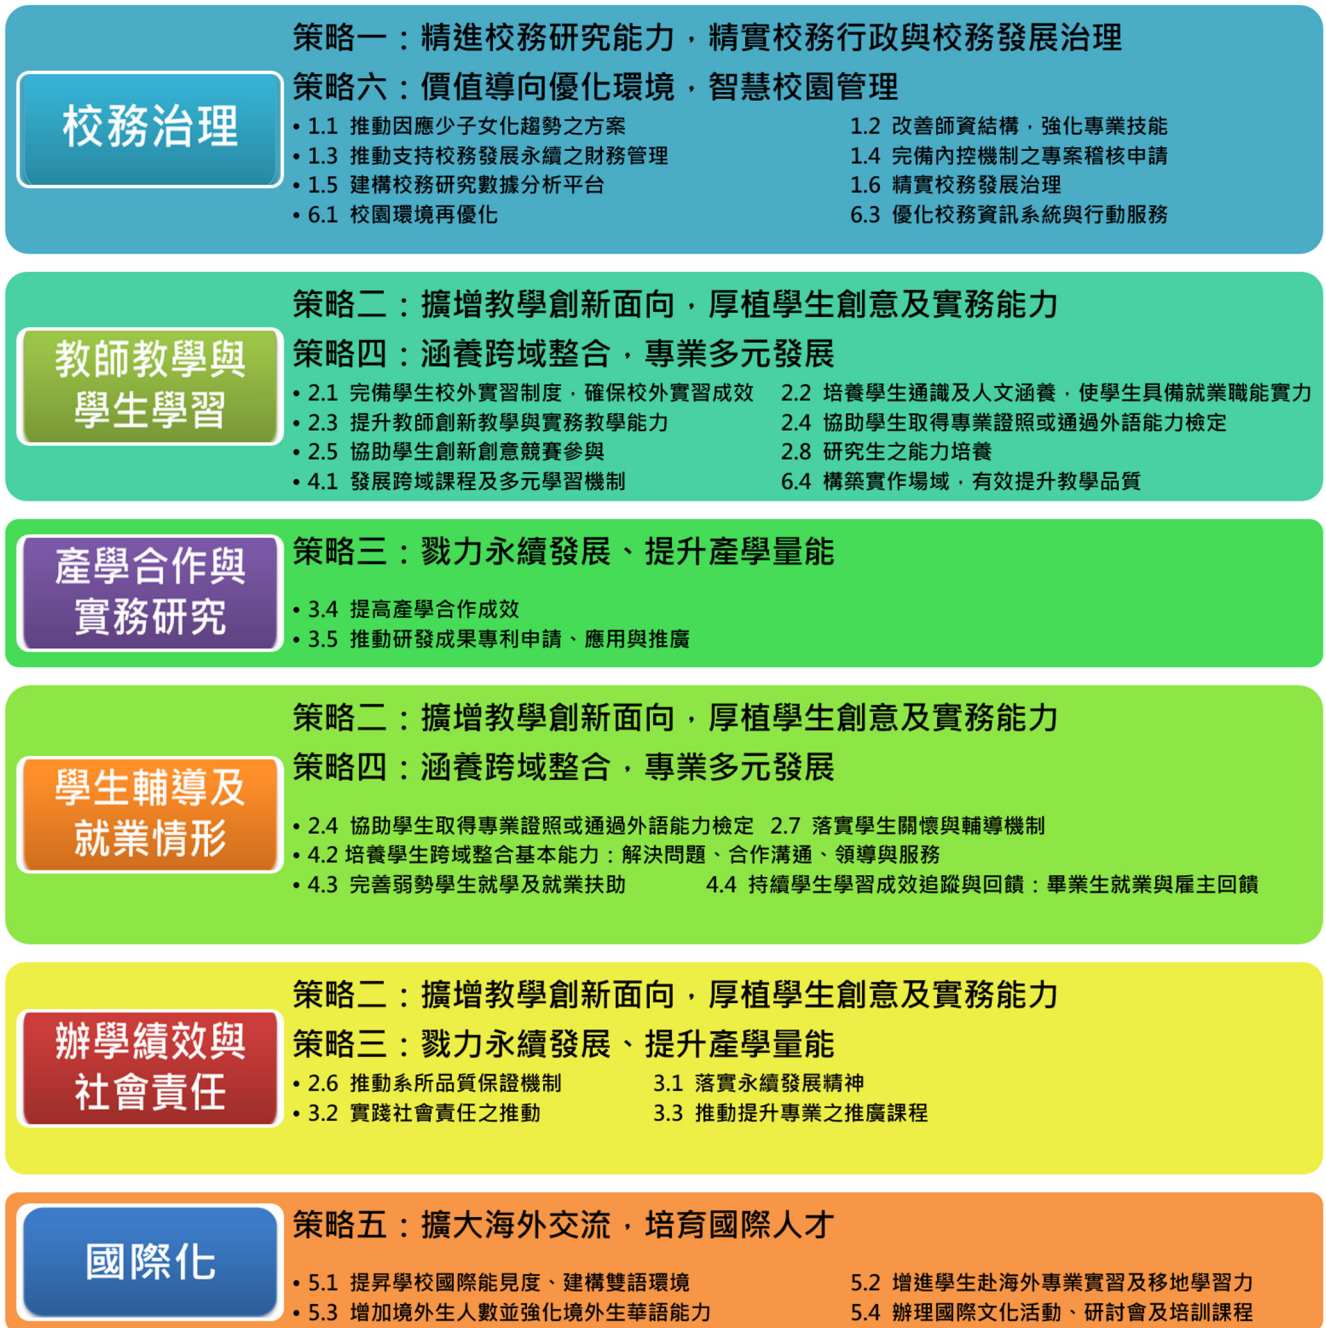 校務治理
策略一：精進校務研究能力，精實校務行政與校務發展治理
策略六：價值導向優化環境，智慧校園管理
• 1.1 推動因應少子女化趨勢之方案 1.2 改善師資結構，強化專業技能
• 1.3 推動支持校務發展永續之財務管理 1.4 完備內控機制之專案稽核申請
• 1.5 建構校務研究數據分析平台 1.6 精實校務發展治理
• 6.1 校園環境再優化 6.3 優化校務資訊系統與行動服務
教師教學與
學生學習
策略二：擴增教學創新面向，厚植學生創意及實務能力
策略四：涵養跨域整合，專業多元發展
• 2.1 完備學生校外實習制度，確保校外實習成效 2.2 培養學生通識及人文涵養，使學生具備就業職能實力
• 2.3 提升教師創新教學與實務教學能力 2.4 協助學生取得專業證照或通過外語能力檢定
• 2.5 協助學生創新創意競賽參與 2.8 研究生之能力培養
• 4.1 發展跨域課程及多元學習機制 6.4 構築實作場域，有效提升教學品質
產學合作與
實務研究
策略三：戮力永續發展、提升產學量能
• 3.4 提高產學合作成效
• 3.5 推動研發成果專利申請、應用與推廣
學生輔導及
就業情形
策略二：擴增教學創新面向，厚植學生創意及實務能力
策略四：涵養跨域整合，專業多元發展
• 2.4 協助學生取得專業證照或通過外語能力檢定 2.7 落實學生關懷與輔導機制
• 4.2 培養學生跨域整合基本能力：解決問題、合作溝通、領導與服務
• 4.3 完善弱勢學生就學及就業扶助 4.4 持續學生學習成效追蹤與回饋：畢業生就業與雇主回饋
辦學績效與
社會責任
策略二：擴增教學創新面向，厚植學生創意及實務能力
策略三：戮力永續發展、提升產學量能
• 2.6 推動系所品質保證機制 3.1 落實永續發展精神
• 3.2 實踐社會責任之推動 3.3 推動提升專業之推廣課程
國際化
策略五：擴大海外交流，培育國際人才
• 5.1 提昇學校國際能見度、建構雙語環境 5.2 增進學生赴海外專業實習及移地學習力
• 5.3 增加境外生人數並強化境外生華語能力 5.4 辦理國際文化活動、研討會及培訓課程